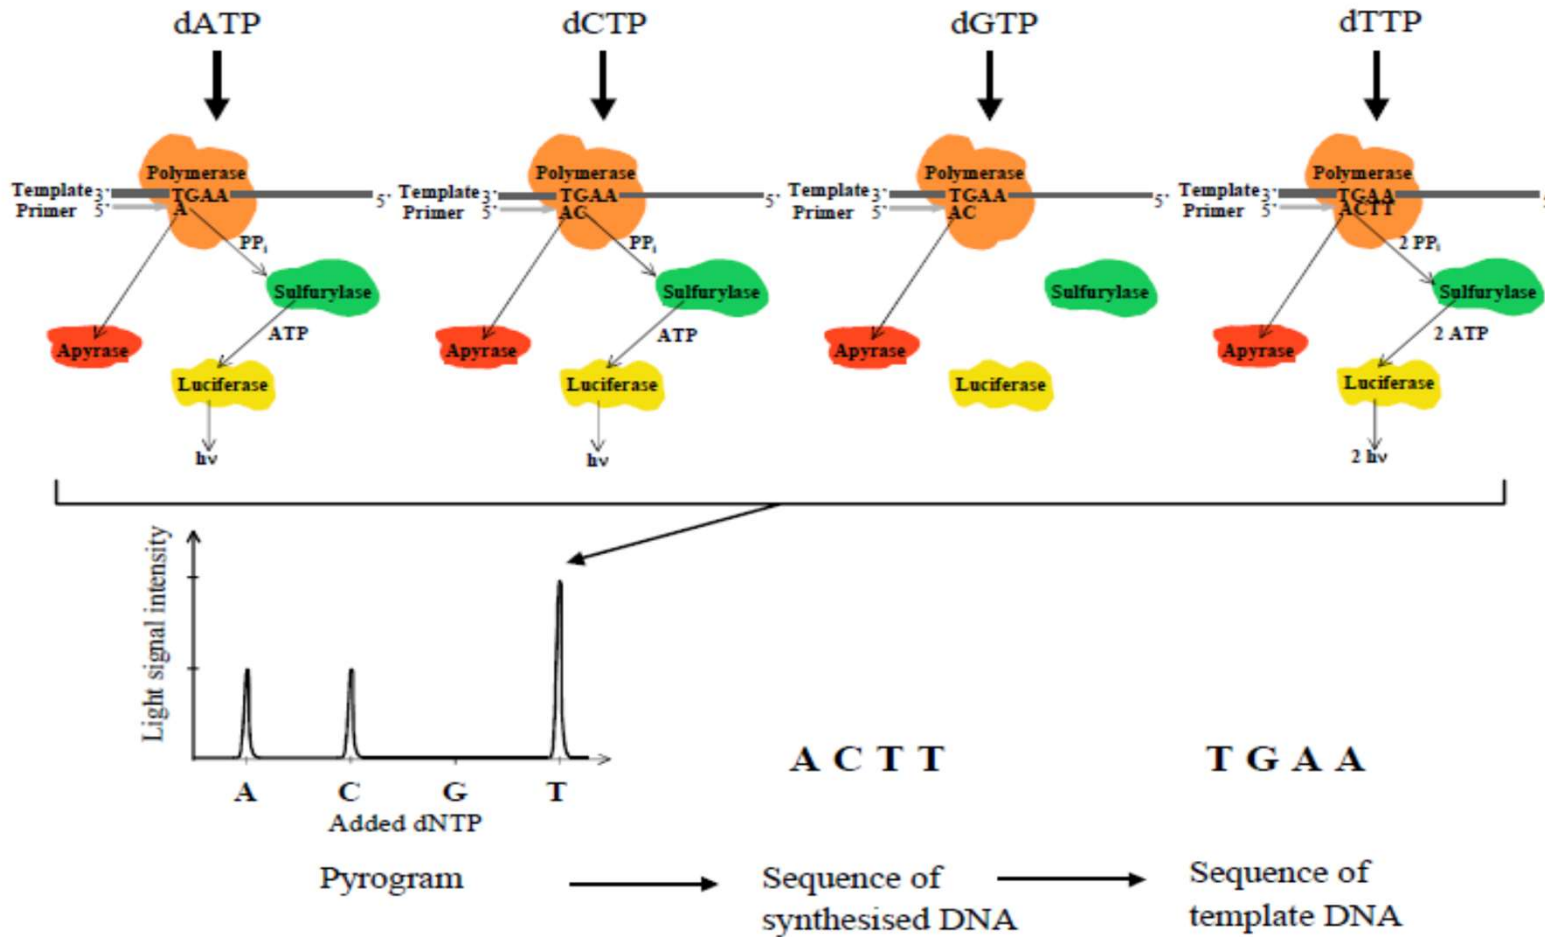 dATP
dCTP
dGTP
dTTP
Polymerase
Template 3' TGAA 5'
Primer 5' A
PPi
Sulfurylase
ATP
Apyrase
Luciferase
hν
Polymerase
Template 3' TGAA 5'
Primer 5' AC
PPi
Sulfurylase
ATP
Apyrase
Luciferase
hν
Polymerase
Template 3' TGAA 5'
Primer 5' AC
Sulfurylase
Apyrase
Luciferase
Polymerase
Template 3' TGAA
Primer 5' ACTT
2 PPi
Sulfurylase
2 ATP
Apyrase
Luciferase
2 hν
Light signal intensity
A C G T
Added dNTP
A C T T
T G A A
Pyrogram
Sequence of
synthesised DNA
Sequence of
template DNA